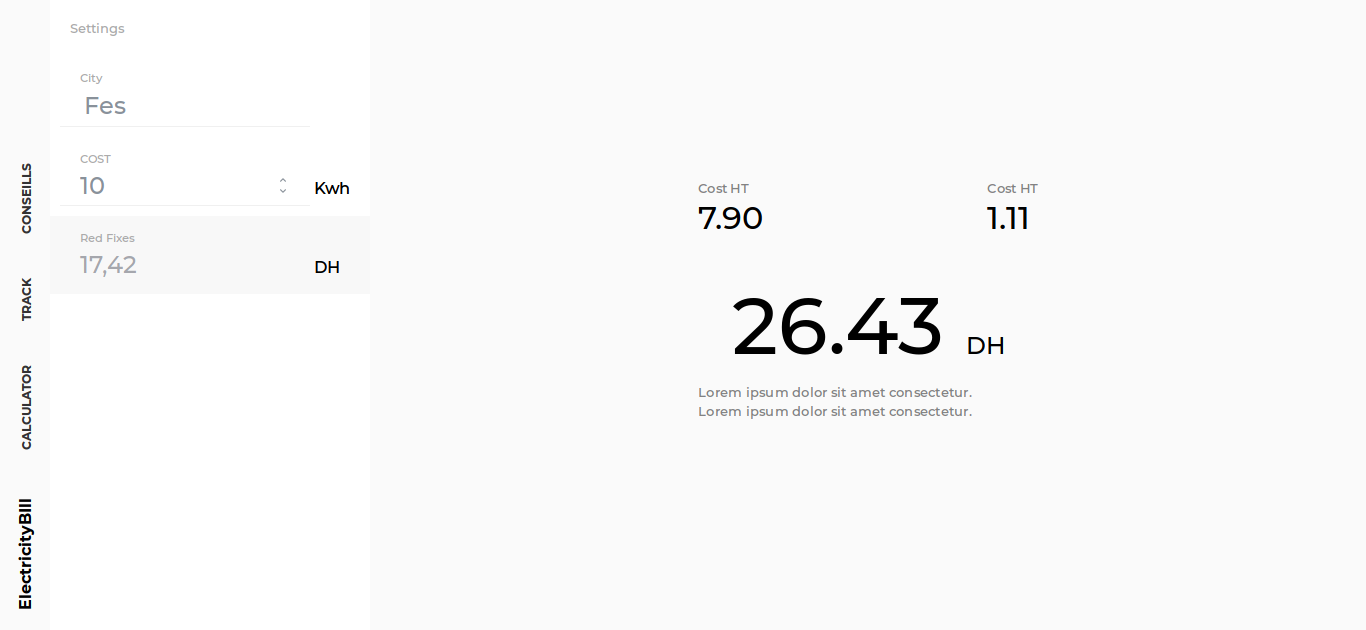 Settings
City
Fes
COST
10
Kwh
Red Fixes
17,42
DH
CONSEILLS
TRACK
CALCULATOR
ElectricityBIll
Cost HT
7.90
Cost HT
1.11
26.43 DH
Lorem ipsum dolor sit amet consectetur.
Lorem ipsum dolor sit amet consectetur.